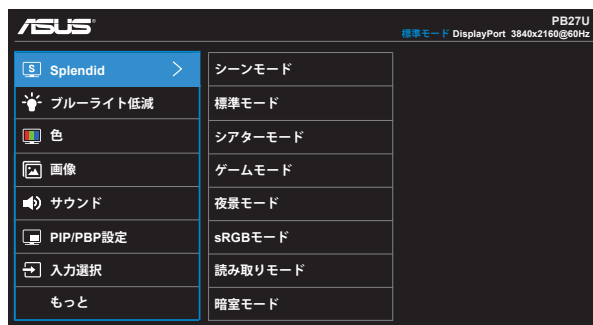 ASUS
PB27U
標準モード DisplayPort 3840x2160@60Hz
S Splendid
ブルーライト低減
色
画像
サウンド
PIP/PBP設定
入力選択
もっと
シーンモード
標準モード
シアターモード
ゲームモード
夜景モード
sRGBモード
読み取りモード
暗室モード